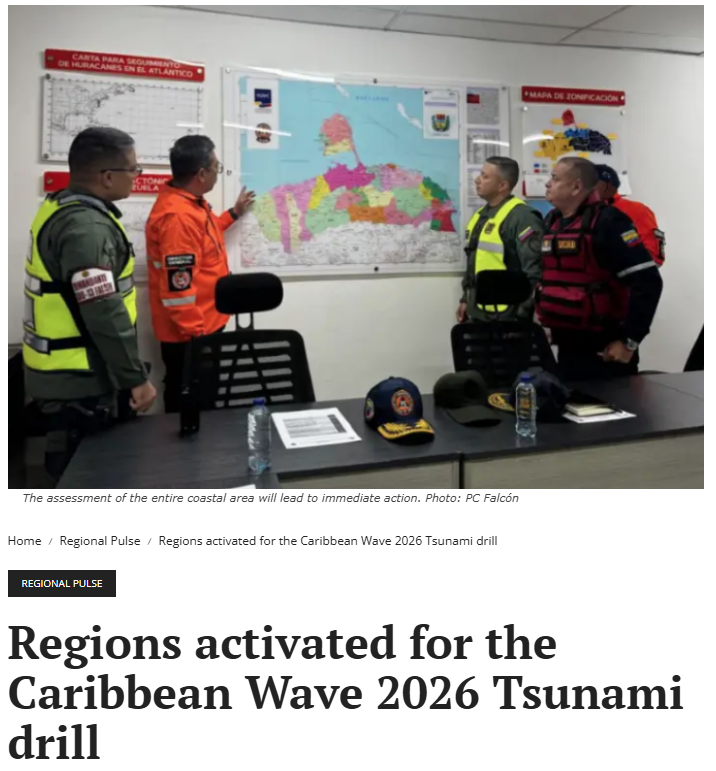 CARTA PARA SEGUIMIENTO
DE HURACANES EN EL ATLÁNTICO
MAPA DE ZONIFICACIÓN
The assessment of the entire coastal area will lead to immediate action. Photo: PC Falcón
Home / Regional Pulse / Regions activated for the Caribbean Wave 2026 Tsunami drill
REGIONAL PULSE
Regions activated for the
Caribbean Wave 2026 Tsunami
drill